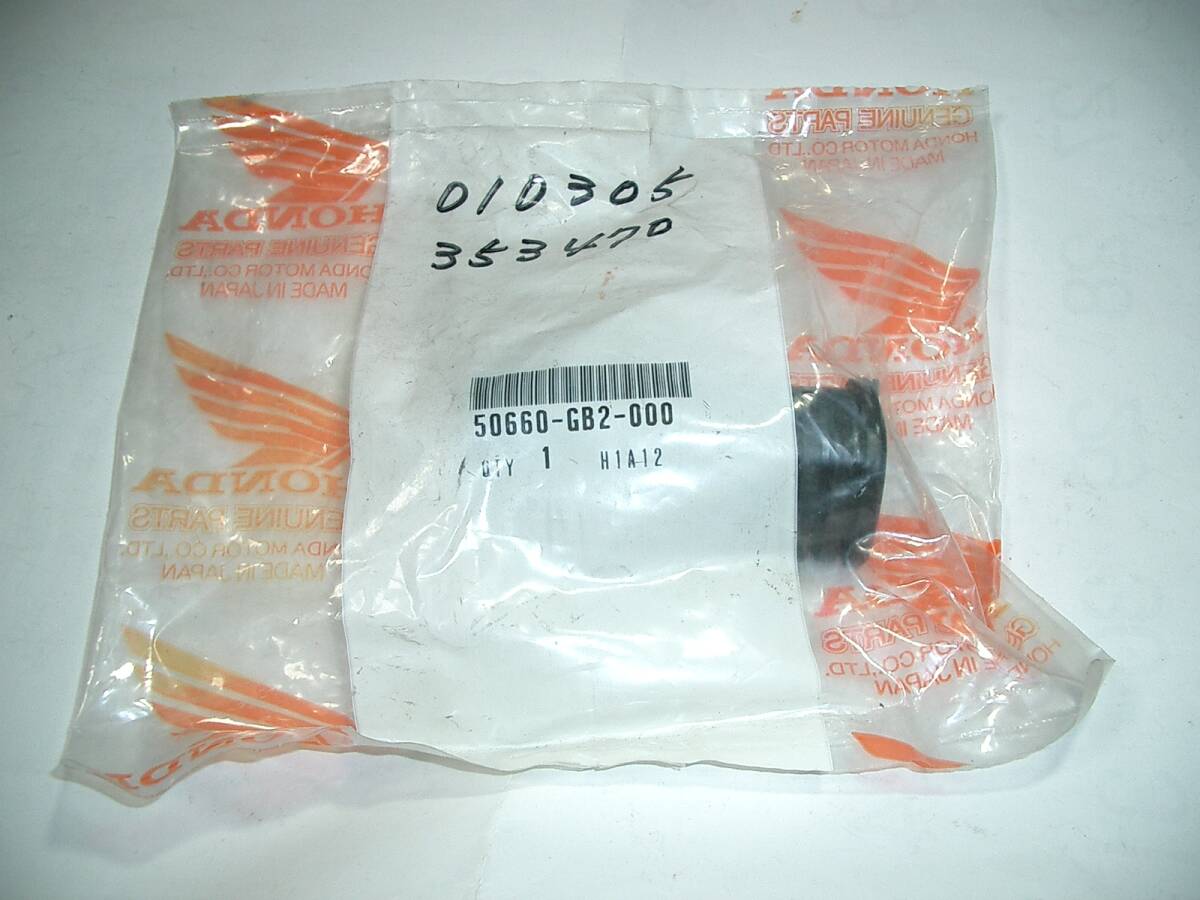 010305
353470
50660-GB2-000
QTY 1 H1A12
HONDA
GENUINE PARTS
HONDA MOTOR CO.,LTD
MADE IN JAPAN
HONDA
GENUINE PARTS
HONDA MOTOR CO.,LTD.
MADE IN JAPAN
HONDA
GENUINE PARTS
HONDA MOTOR CO.,LTD.
MADE IN JAPAN